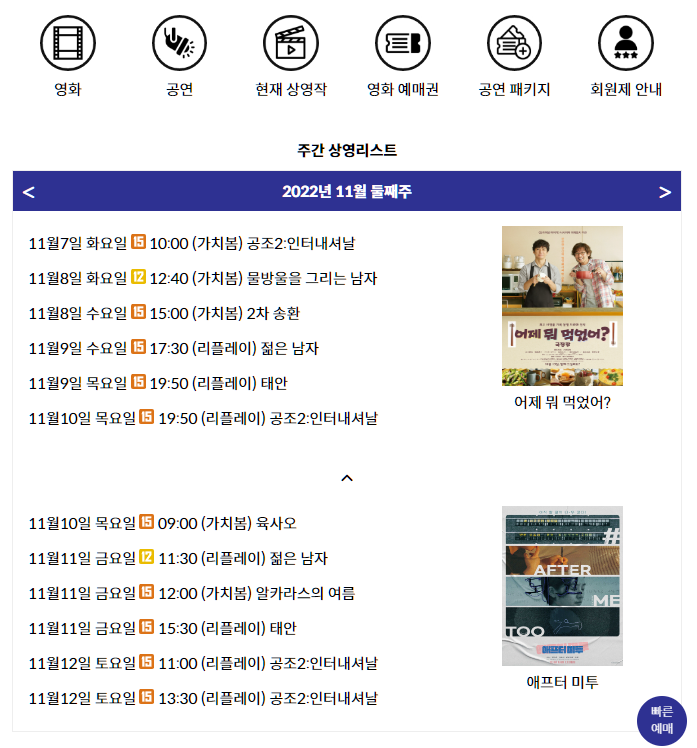 영화
공연
현재 상영작
영화 예매권
공연 패키지
회원제 안내
주간 상영리스트
< 2022년 11월 둘째주 >
11월7일 화요일 15 10:00 (가치봄) 공조2:인터내셔날
11월8일 화요일 12 12:40 (가치봄) 물방울을 그리는 남자
11월8일 수요일 15 15:00 (가치봄) 2차 송환
11월9일 수요일 15 17:30 (리플레이) 젊은 남자
11월9일 목요일 15 19:50 (리플레이) 태안
11월10일 목요일 15 19:50 (리플레이) 공조2:인터내셔날
어제 뭐 먹었어?
극장판
어제 뭐 먹었어?
11월10일 목요일 15 09:00 (가치봄) 육사오
11월11일 금요일 12 11:30 (리플레이) 젊은 남자
11월11일 금요일 15 12:00 (가치봄) 알카라스의 여름
11월11일 금요일 15 15:30 (리플레이) 태안
11월12일 토요일 15 11:00 (리플레이) 공조2:인터내셔날
11월12일 토요일 15 13:30 (리플레이) 공조2:인터내셔날
#
AFTER
ME
TOO
애프터 미투
애프터 미투
빠른
예매